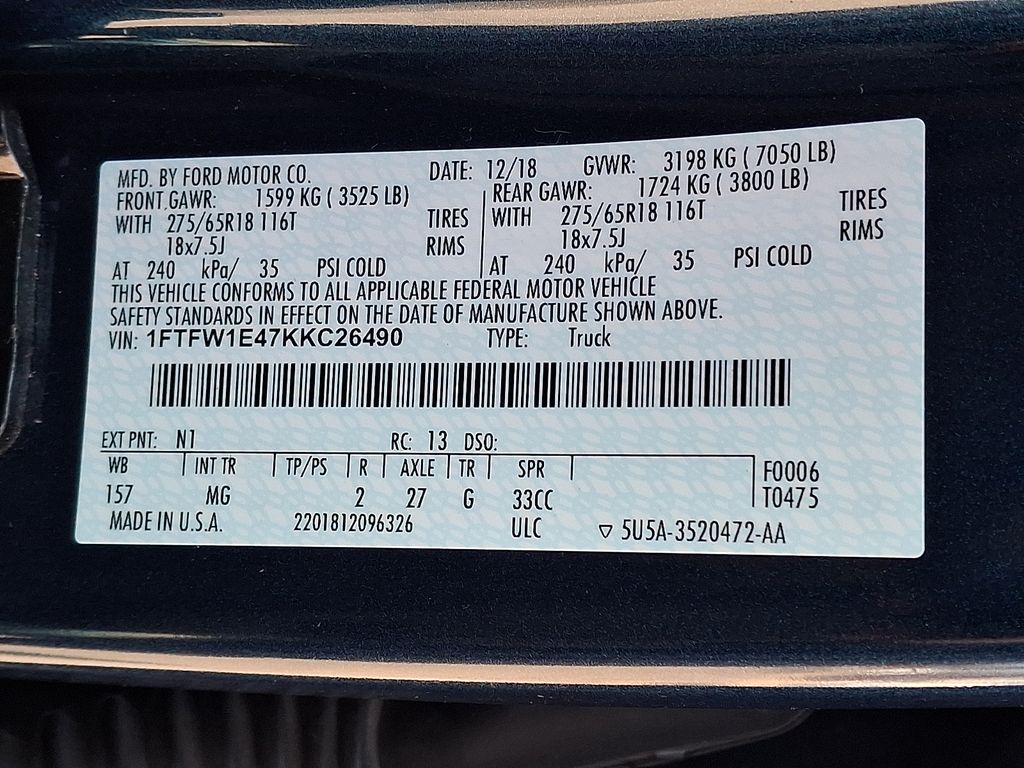 MFD. BY FORD MOTOR CO. DATE: 12/18 GVWR: 3198 KG ( 7050 LB)
FRONT GAWR: 1599 KG ( 3525 LB) REAR GAWR: 1724 KG ( 3800 LB)
WITH 275/65R18 116T TIRES WITH 275/65R18 116T TIRES
18x7.5J RIMS 18x7.5J RIMS
AT 240 kPa/ 35 PSI COLD AT 240 kPa/ 35 PSI COLD
THIS VEHICLE CONFORMS TO ALL APPLICABLE FEDERAL MOTOR VEHICLE
SAFETY STANDARDS IN EFFECT ON THE DATE OF MANUFACTURE SHOWN ABOVE.
VIN: 1FTFW1E47KKC26490 TYPE: Truck
EXT PNT: N1 RC: 13 DSO:
WB INT TR TP/PS R AXLE TR SPR F0006
157 MG 2 27 G 33CC T0475
MADE IN U.S.A. 2201812096326 ULC ▽ 5U5A-3520472-AA